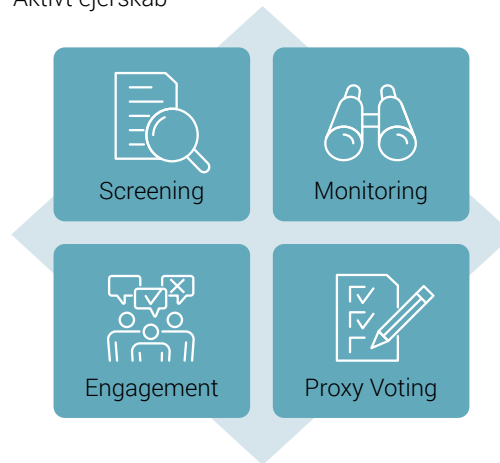 Aktivt ejerskab
Screening
Monitoring
Engagement
Proxy Voting